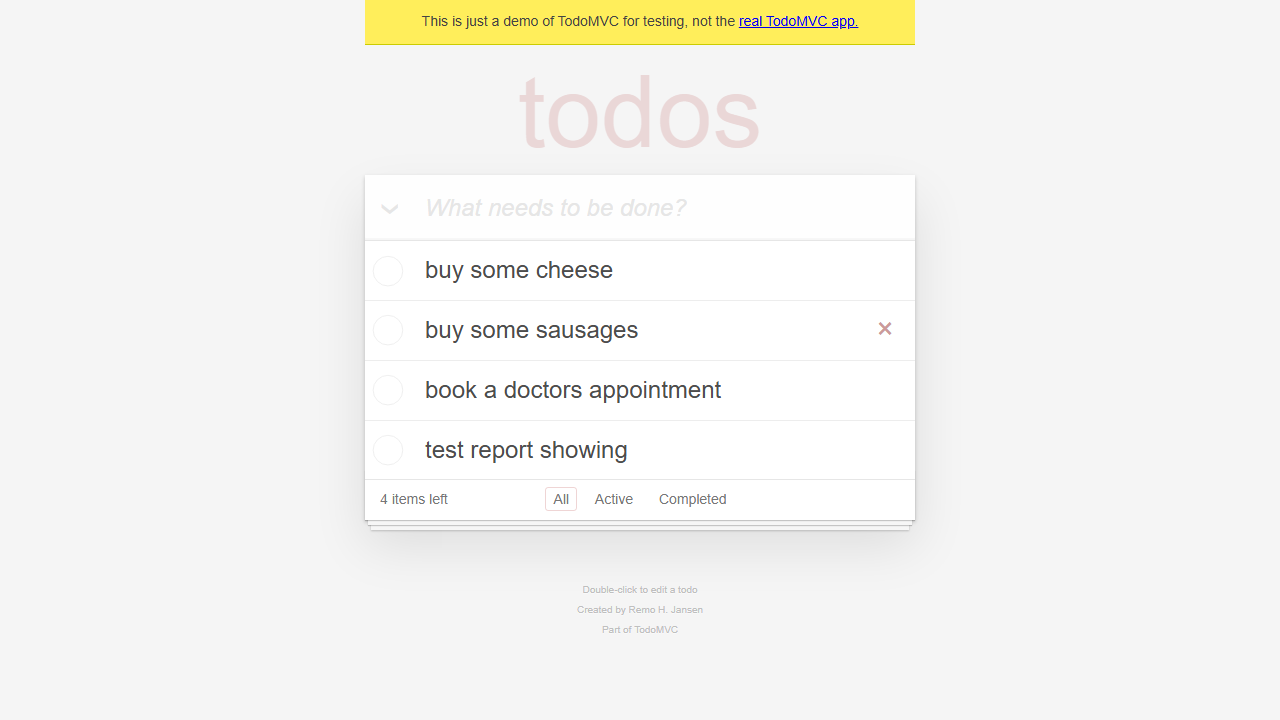 This is just a demo of TodoMVC for testing, not the real TodoMVC app.
todos
What needs to be done?
buy some cheese
buy some sausages
book a doctors appointment
test report showing
4 items left All Active Completed
Double-click to edit a todo
Created by Remo H. Jansen
Part of TodoMVC